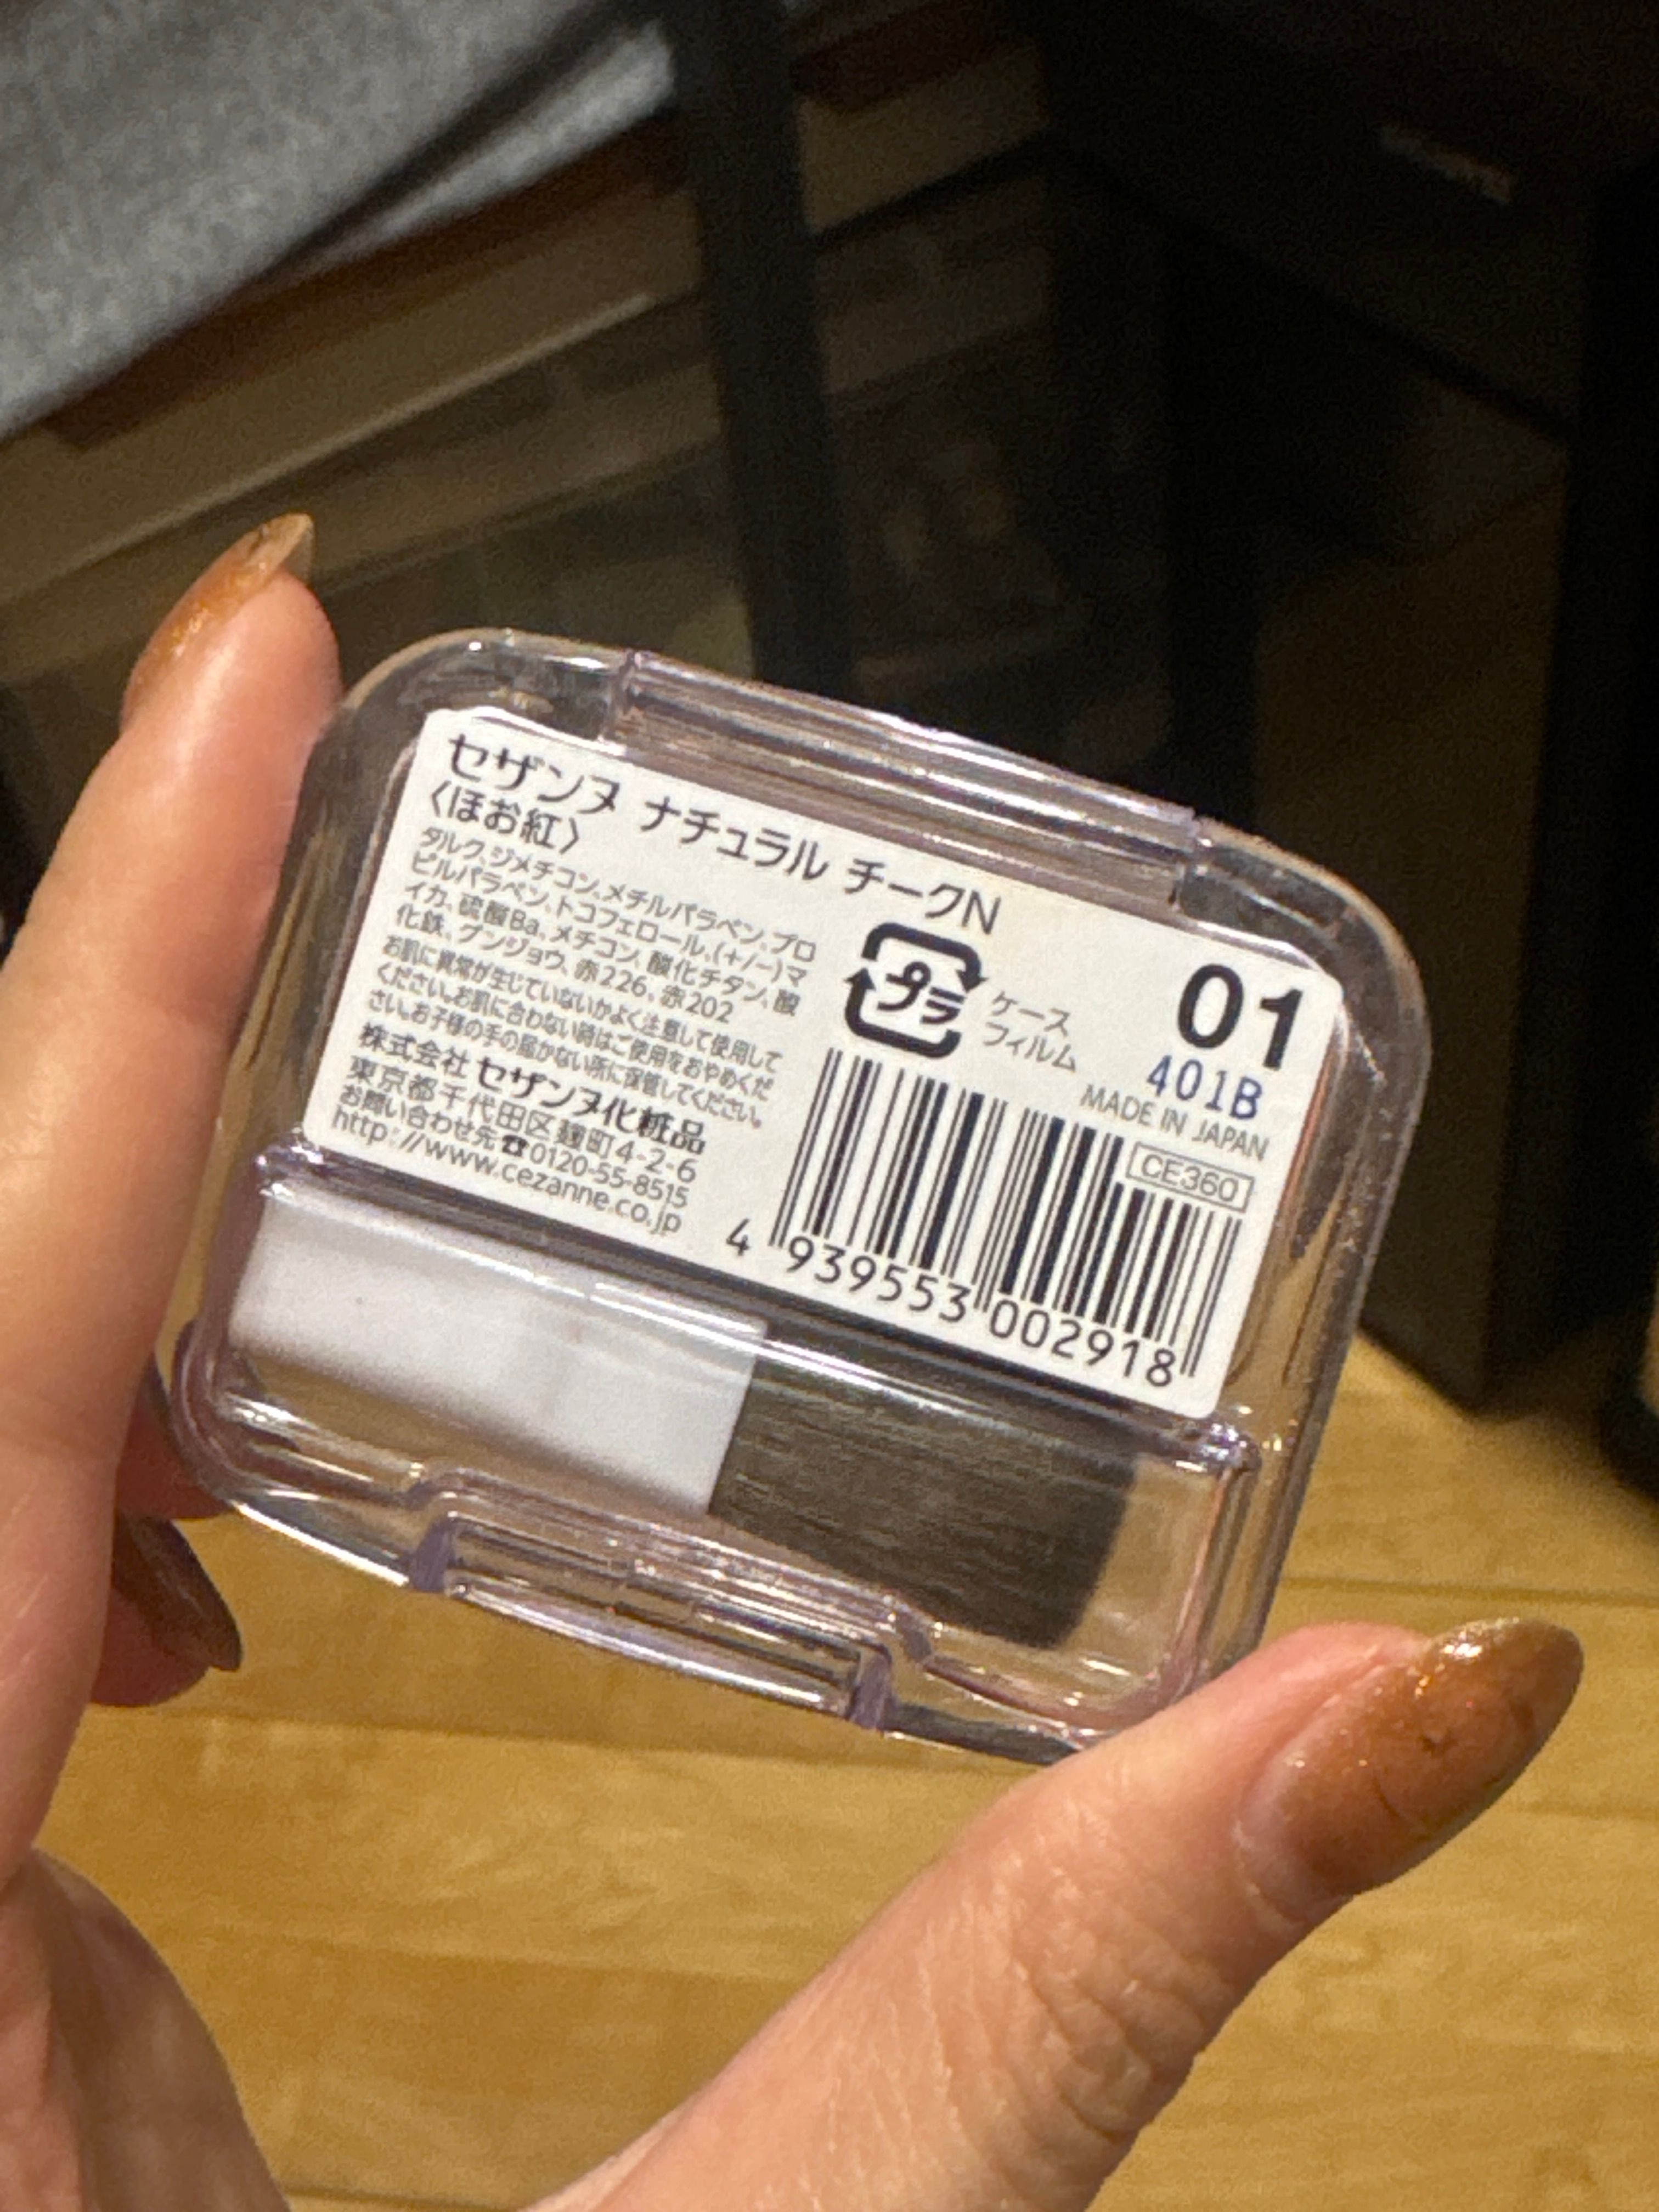 セザンヌ ナチュラル チークN
〈ほお紅〉
タルク、ジメチコン、メチルパラベン、プロ
ピルパラベン、トコフェロール、(+/-)マ
イカ、硫酸Ba、メチコン、酸化チタン、酸
化鉄、グンジョウ、赤226、赤202
お肌に異常が生じていないかよく注意して使用して
ください。お肌に合わない時はご使用をおやめくだ
さい。お子様の手の届かない所に保管してください。
株式会社 セザンヌ化粧品
東京都千代田区麹町4-2-6
お問い合わせ先☎0120-55-8515
http://www.cezanne.co.jp
プラ
ケース
フィルム
01
401B
MADE IN JAPAN
CE360
4 939553 002918